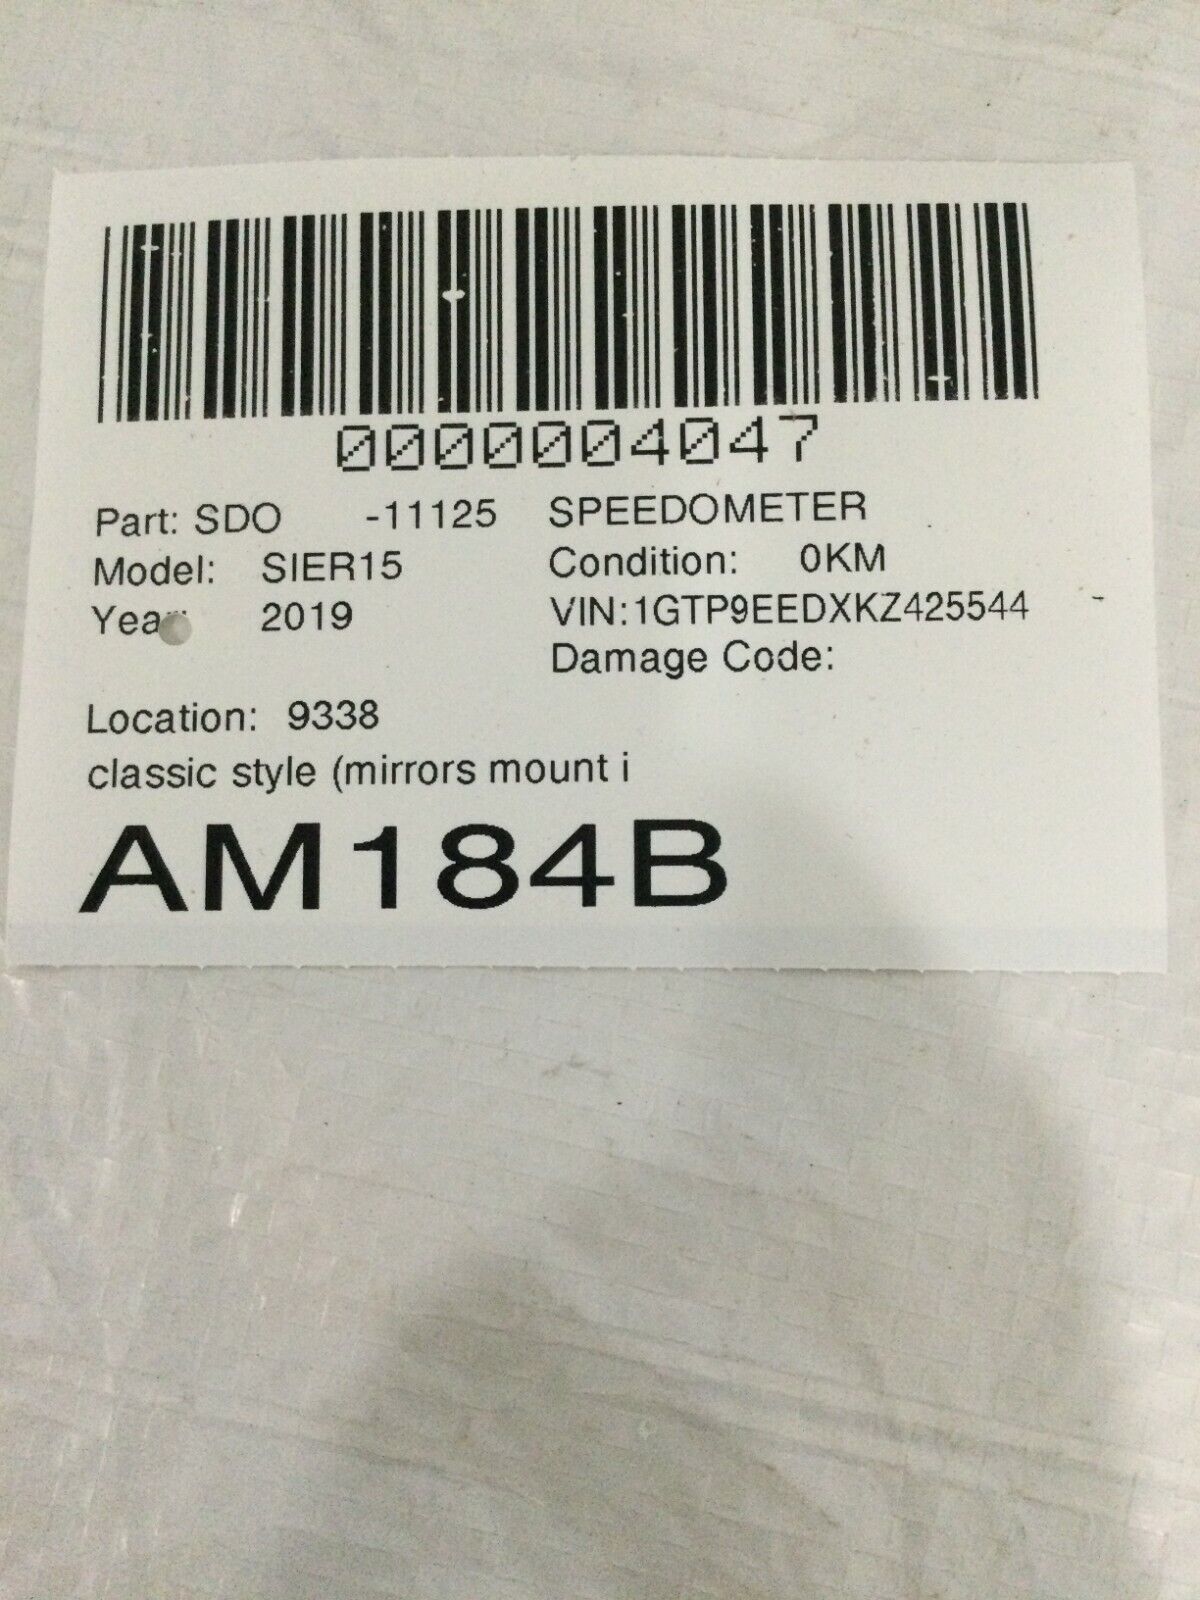 0000004047
Part: SDO -11125 SPEEDOMETER
Model: SIER15 Condition: 0KM
Year: 2019 VIN:1GTP9EEDXKZ425544
Damage Code:
Location: 9338
classic style (mirrors mount i
AM184B